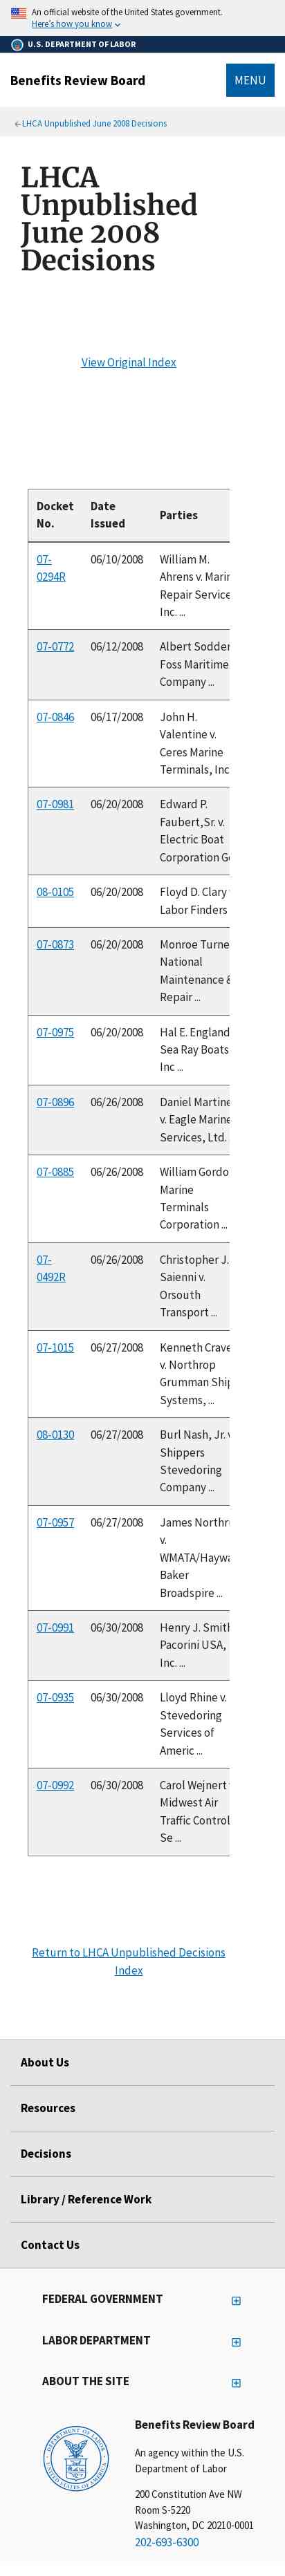 An official website of the United States government.
Here's how you know
U.S. DEPARTMENT OF LABOR
Benefits Review Board
MENU
LHCA Unpublished June 2008 Decisions
LHCA
Unpublished
June 2008
Decisions
View Original Index
Docket No. Date Issued Parties
07-0294R 06/10/2008 William M. Ahrens v. Marin Repair Service Inc. ...
07-0772 06/12/2008 Albert Sodder Foss Maritime Company ...
07-0846 06/17/2008 John H. Valentine v. Ceres Marine Terminals, Inc
07-0981 06/20/2008 Edward P. Faubert,Sr. v. Electric Boat Corporation
08-0105 06/20/2008 Floyd D. Clary Labor Finders
07-0873 06/20/2008 Monroe Turne National Maintenance & Repair ...
07-0975 06/20/2008 Hal E. England Sea Ray Boats Inc ...
07-0896 06/26/2008 Daniel Martine v. Eagle Marine Services, Ltd.
07-0885 06/26/2008 William Gordo Marine Terminals Corporation ...
07-0492R 06/26/2008 Christopher J. Saienni v. Orsouth Transport ...
07-1015 06/27/2008 Kenneth Crave v. Northrop Grumman Ship Systems, ...
08-0130 06/27/2008 Burl Nash, Jr. v Shippers Stevedoring Company ...
07-0957 06/27/2008 James Northr v. WMATA/Haywa Baker Broadspire ...
07-0991 06/30/2008 Henry J. Smith Pacorini USA, Inc. ...
07-0935 06/30/2008 Lloyd Rhine v. Stevedoring Services of Americ ...
07-0992 06/30/2008 Carol Wejnert Midwest Air Traffic Control Se ...
Return to LHCA Unpublished Decisions
Index
About Us
Resources
Decisions
Library / Reference Work
Contact Us
FEDERAL GOVERNMENT
LABOR DEPARTMENT
ABOUT THE SITE
Benefits Review Board
An agency within the U.S.
Department of Labor
200 Constitution Ave NW
Room S-5220
Washington, DC 20210-0001
202-693-6300